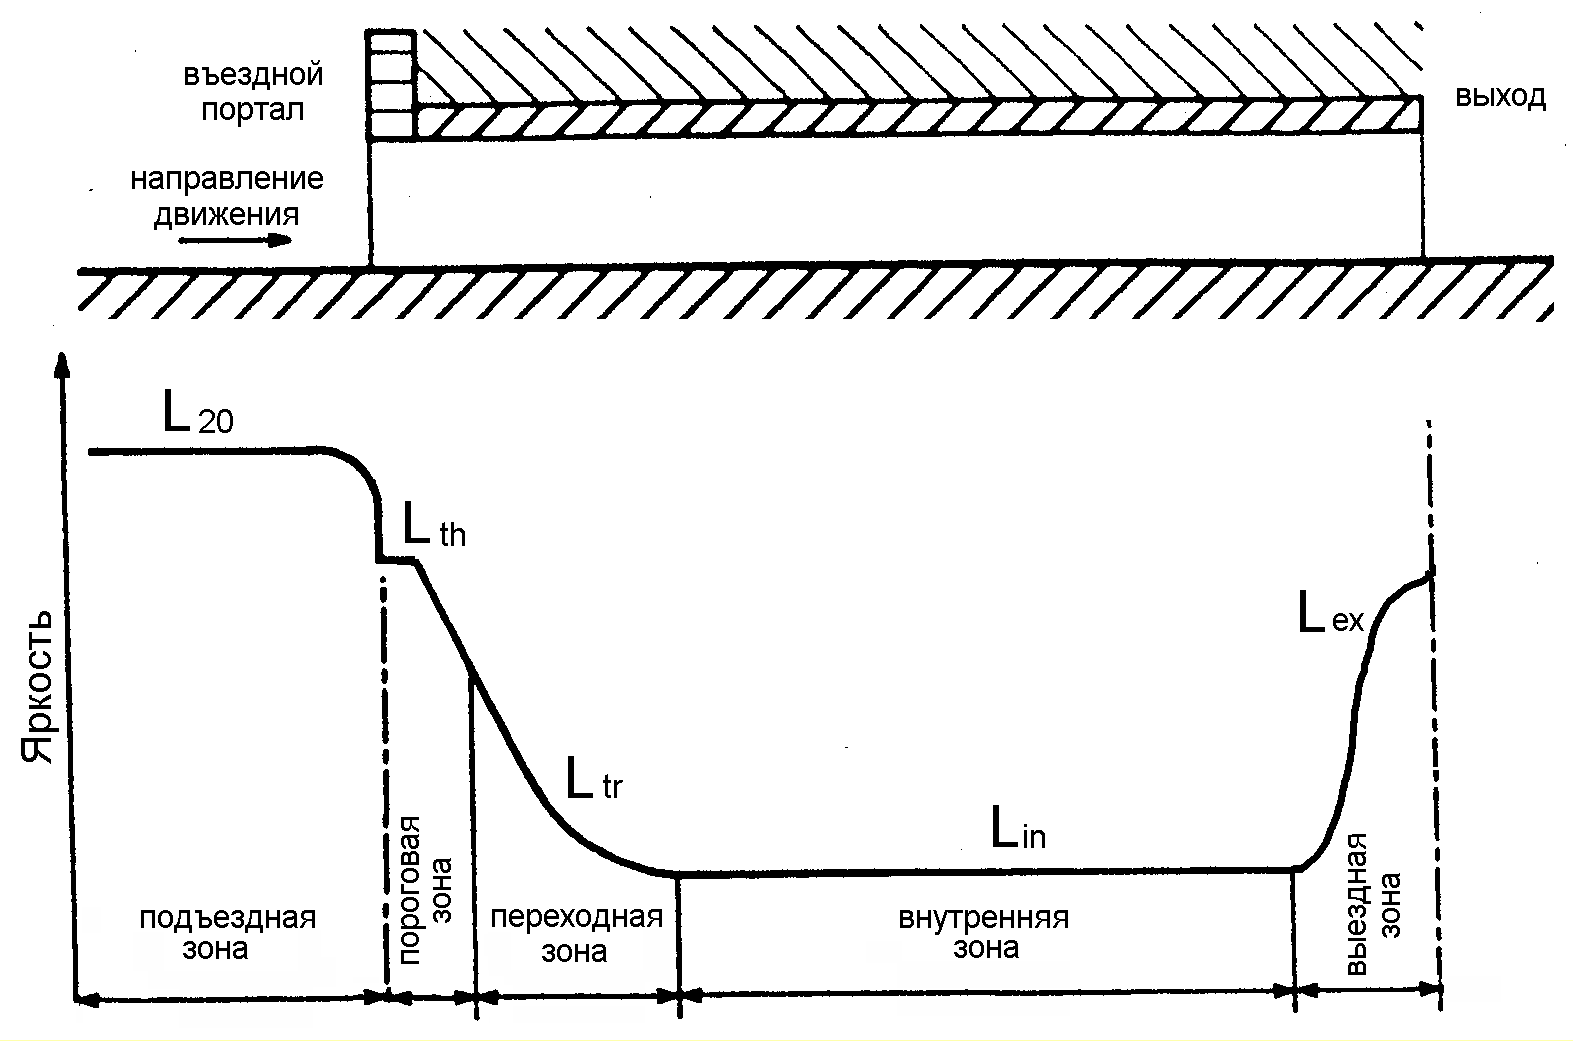 въездной
портал
выход
направление
движения
L20
Lth
Lex
Яркость
Ltr
Lin
подъездная
зона
пороговая
зона
переходная
зона
внутренняя
зона
выездная
зона